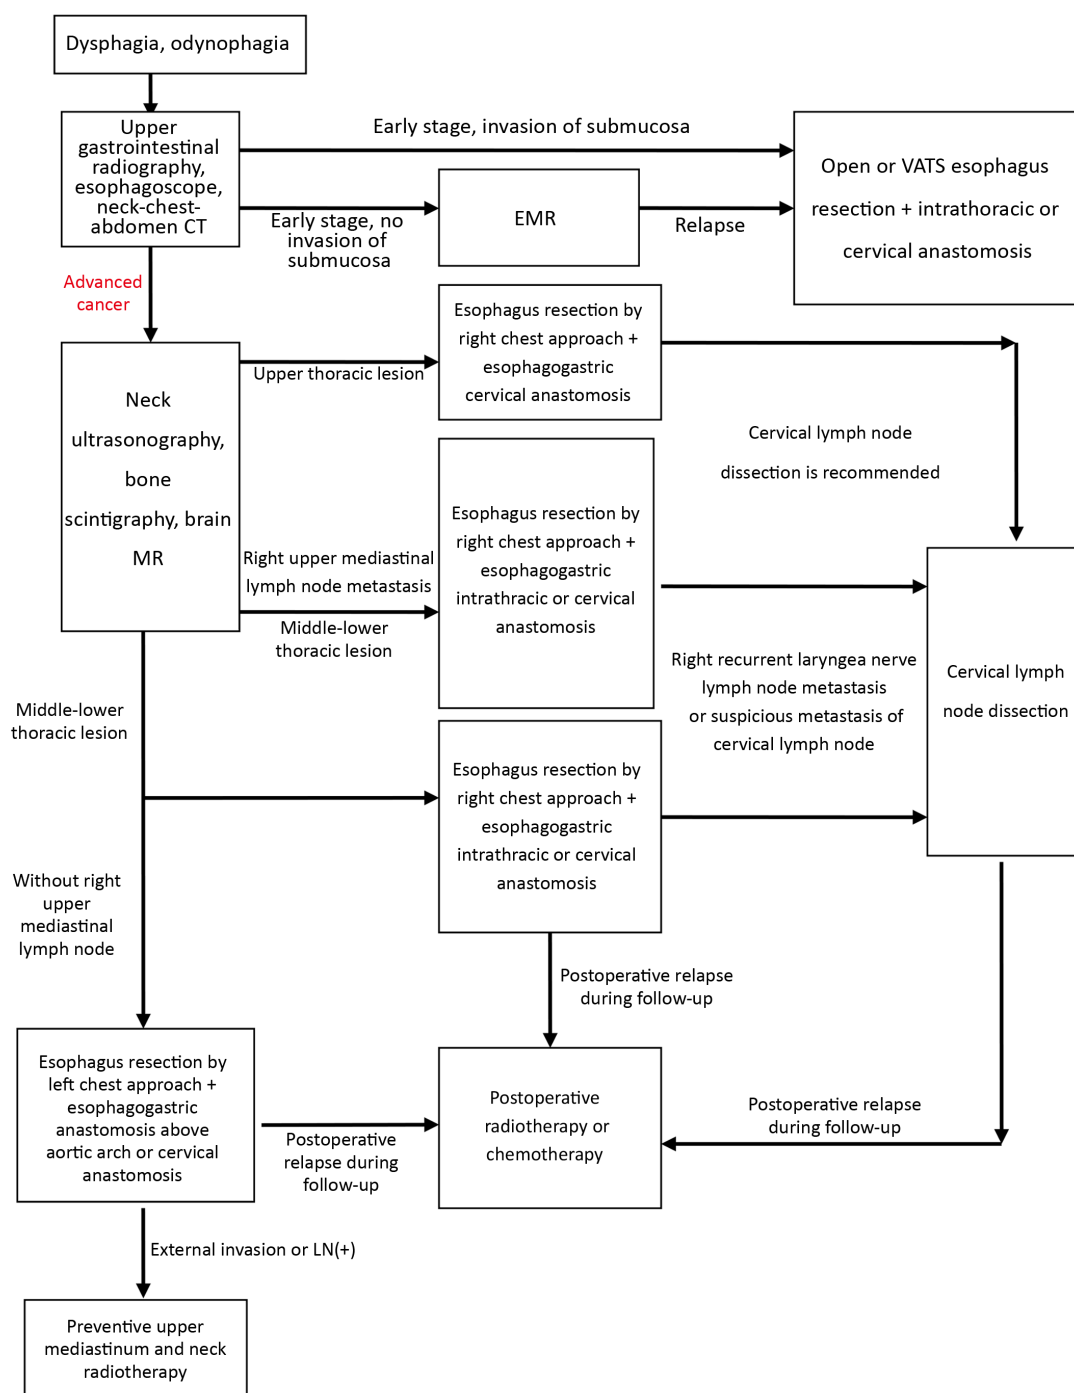 Dysphagia, odynophagia
Upper
gastrointestinal
radiography,
esophagoscope,
neck-chest-
abdomen CT
Early stage, invasion of submucosa
Early stage, no
invasion of
submucosa
EMR
Relapse
Open or VATS esophagus
resection + intrathoracic or
cervical anastomosis
Advanced
cancer
Neck
ultrasonography,
bone
scintigraphy, brain
MR
Upper thoracic lesion
Esophagus resection by
right chest approach +
esophagogastric
cervical anastomosis
Cervical lymph node
dissection is recommended
Right upper mediastinal
lymph node metastasis
Middle-lower
thoracic lesion
Esophagus resection by
right chest approach +
esophagogastric
intrathracic or cervical
anastomosis
Right recurrent laryngea nerve
lymph node metastasis
or suspicious metastasis of
cervical lymph node
Cervical lymph
node dissection
Middle-lower
thoracic lesion
Esophagus resection by
right chest approach +
esophagogastric
intrathracic or cervical
anastomosis
Without right
upper
mediastinal
lymph node
Postoperative relapse
during follow-up
Esophagus resection by
left chest approach +
esophagogastric
anastomosis above
aortic arch or cervical
anastomosis
Postoperative
relapse during
follow-up
Postoperative
radiotherapy or
chemotherapy
Postoperative relapse
during follow-up
External invasion or LN(+)
Preventive upper
mediastinum and neck
radiotherapy